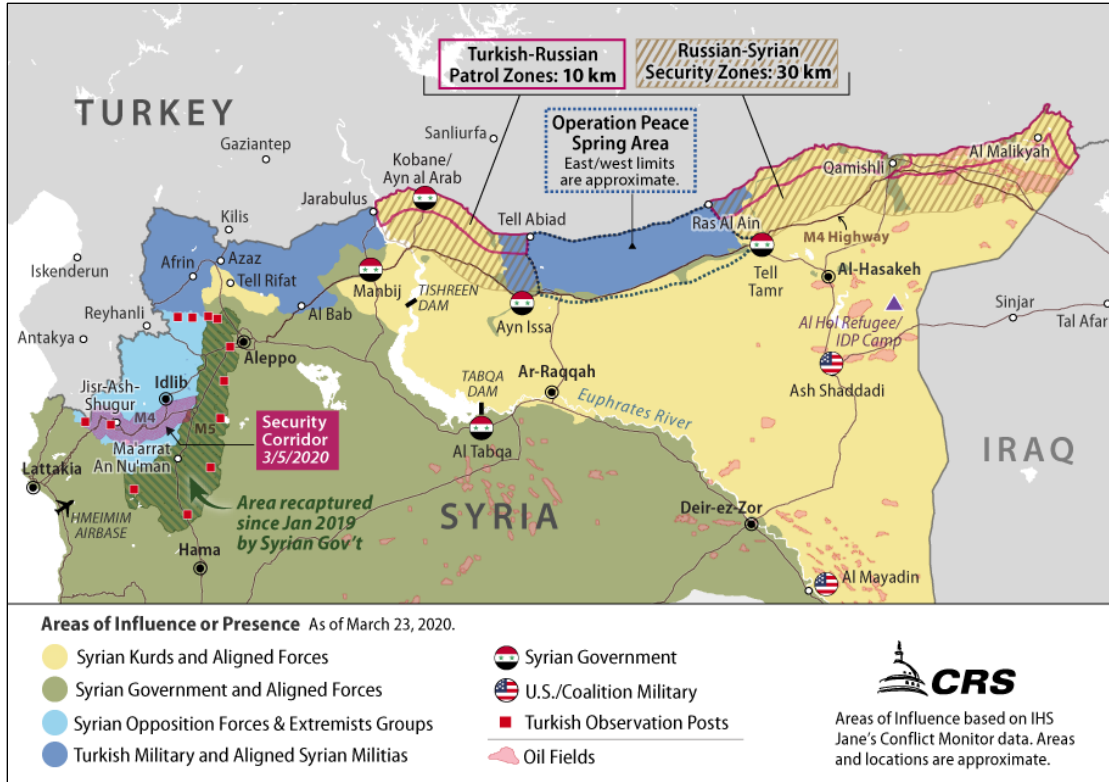 Turkish-Russian
Patrol Zones: 10 km
Russian-Syrian
Security Zones: 30 km
TURKEY
Operation Peace
Spring Area
East/west limits
are approximate.
Sanliurfa
Gaziantep
Kobane/
Ayn al Arab
Al Malikyah
Qamishli
Jarabulus
Tell Abiad
Ras Al Ain
Kilis
M4 Highway
Iskenderun
Afrin
Azaz
Tell Rifat
Manbij
TISHREEN
DAM
Tell
Tamr
Al-Hasakeh
Reyhanli
Al Bab
Ayn Issa
Sinjar
Tal Afar
Antakya
Aleppo
Al Hol Refugee/
IDP Camp
Idlib
Jisr-Ash-
Shugur
TABQA
DAM
Ar-Raqqah
Ash Shaddadi
Euphrates River
M4
M5
Security
Corridor
3/5/2020
Ma'arrat
An Nu'man
Al Tabqa
IRAQ
Lattakia
HMEIMIM
AIRBASE
Area recaptured
since Jan 2019
by Syrian Gov't
SYRIA
Deir-ez-Zor
Hama
Al Mayadin
Areas of Influence or Presence As of March 23, 2020.
Syrian Kurds and Aligned Forces
Syrian Government and Aligned Forces
Syrian Opposition Forces & Extremists Groups
Turkish Military and Aligned Syrian Militias
Syrian Government
U.S./Coalition Military
Turkish Observation Posts
Oil Fields
CRS
Areas of Influence based on IHS
Jane's Conflict Monitor data. Areas
and locations are approximate.